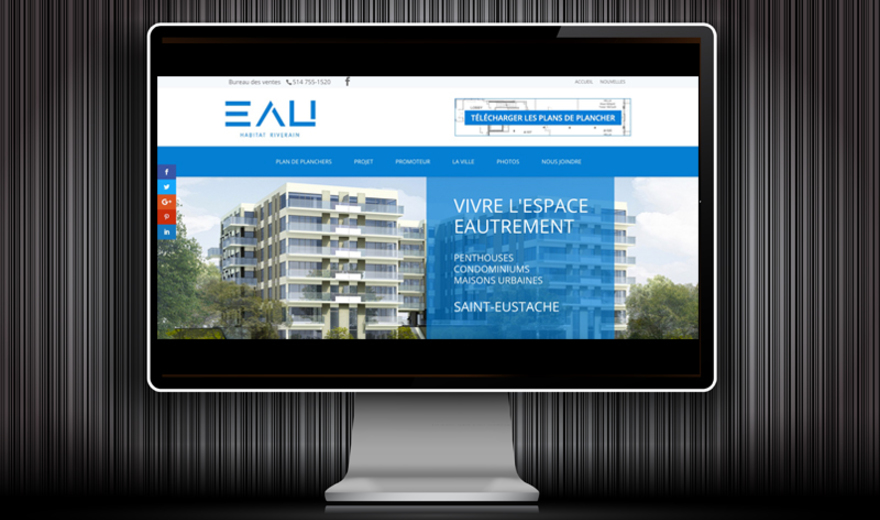 Bureau des ventes 514 755-1520
ACCUEIL NOUVELLES
EAU
HABITAT RIVERAIN
TÉLÉCHARGER LES PLANS DE PLANCHER
PLAN DE PLANCHERS PROJET PROMOTEUR LA VILLE PHOTOS NOUS JOINDRE
VIVRE L'ESPACE
EAUTREMENT
PENTHOUSES
CONDOMINIUMS
MAISONS URBAINES
SAINT-EUSTACHE